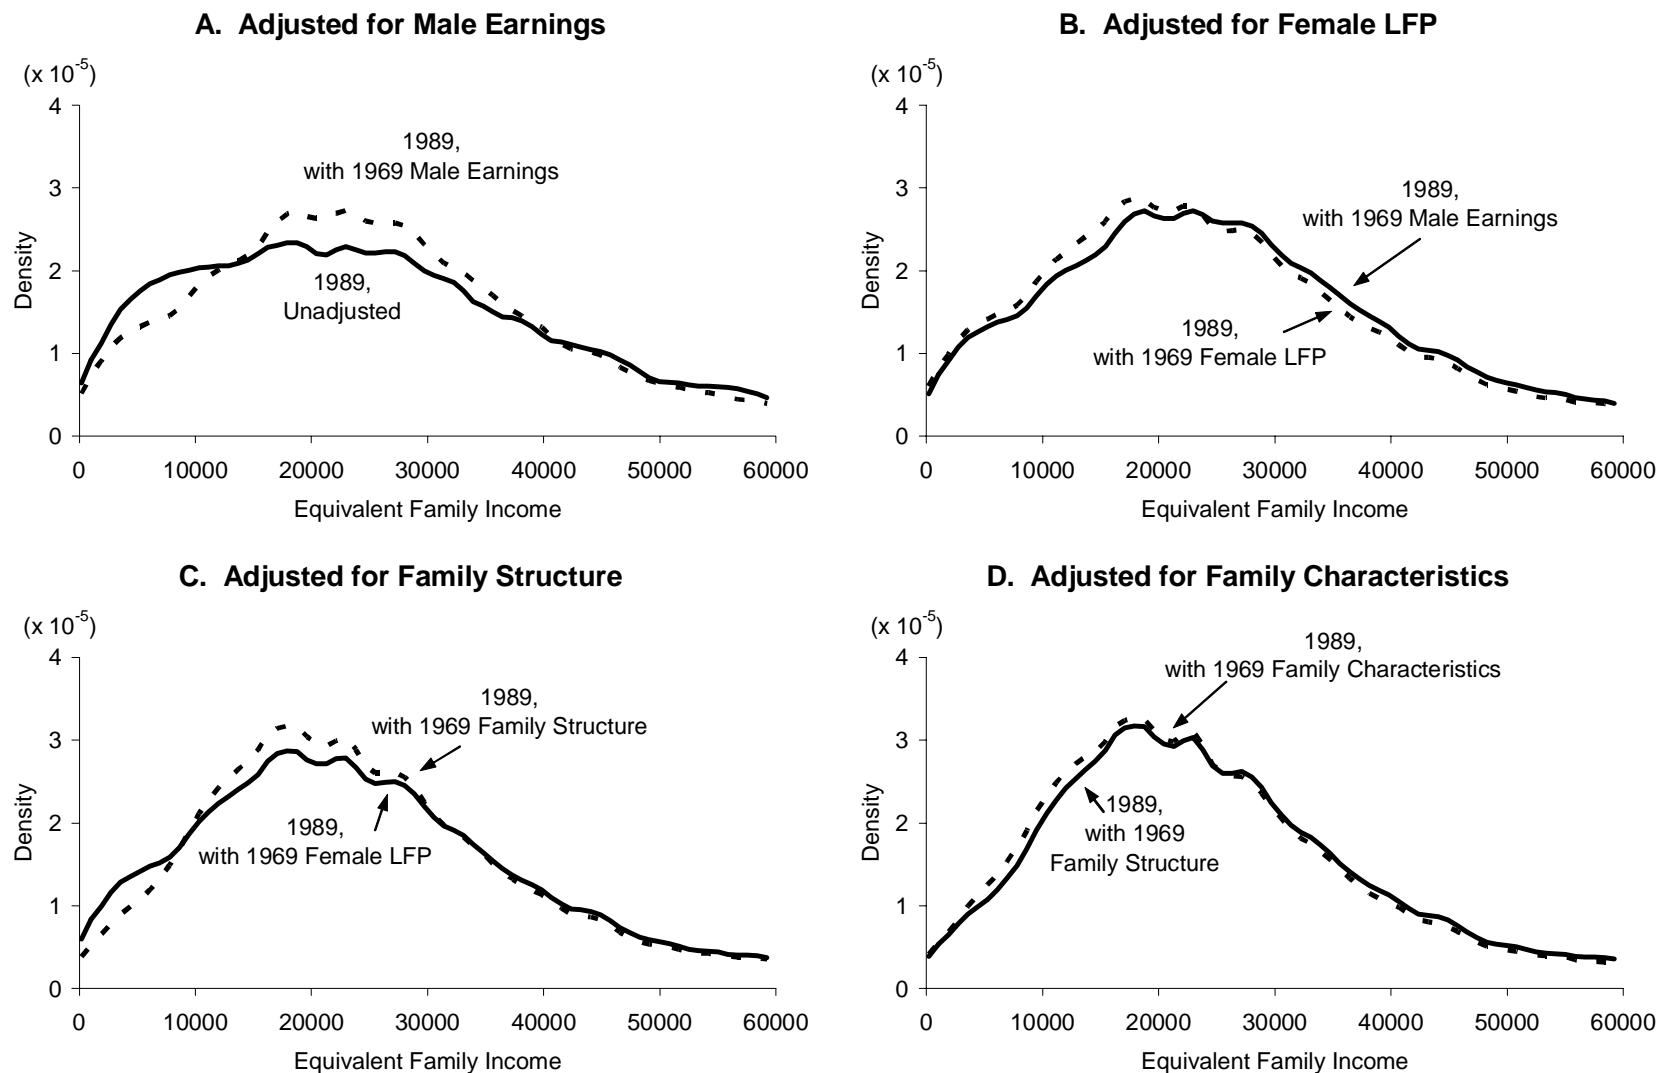 A. Adjusted for Male Earnings
(x 10-5)
4
3
2
1
0
Density
1989,
with 1969 Male Earnings
1989,
Unadjusted
0 10000 20000 30000 40000 50000 60000
Equivalent Family Income
B. Adjusted for Female LFP
(x 10-5)
4
3
2
1
0
Density
1989,
with 1969 Male Earnings
1989,
with 1969 Female LFP
0 10000 20000 30000 40000 50000 60000
Equivalent Family Income
C. Adjusted for Family Structure
(x 10-5)
4
3
2
1
0
Density
1989,
with 1969 Family Structure
1989,
with 1969 Female LFP
0 10000 20000 30000 40000 50000 60000
Equivalent Family Income
D. Adjusted for Family Characteristics
(x 10-5)
4
3
2
1
0
Density
1989,
with 1969 Family Characteristics
1989,
with 1969
Family Structure
0 10000 20000 30000 40000 50000 60000
Equivalent Family Income